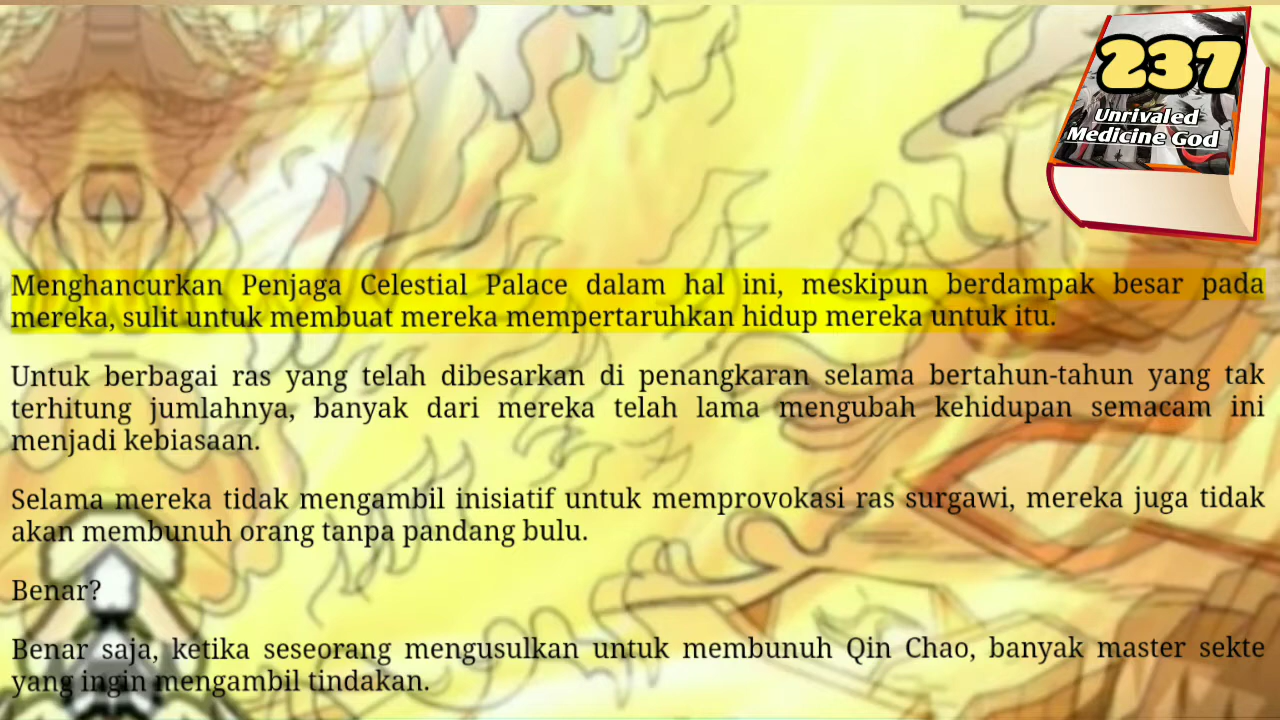 237
Unrivaled
Medicine God
Menghancurkan Penjaga Celestial Palace dalam hal ini, meskipun berdampak besar pada
mereka, sulit untuk membuat mereka mempertaruhkan hidup mereka untuk itu.
Untuk berbagai ras yang telah dibesarkan di penangkaran selama bertahun-tahun yang tak
terhitung jumlahnya, banyak dari mereka telah lama mengubah kehidupan semacam ini
menjadi kebiasaan.
Selama mereka tidak mengambil inisiatif untuk memprovokasi ras surgawi, mereka juga tidak
akan membunuh orang tanpa pandang bulu.
Benar?
Benar saja, ketika seseorang mengusulkan untuk membunuh Qin Chao, banyak master sekte
yang ingin mengambil tindakan.